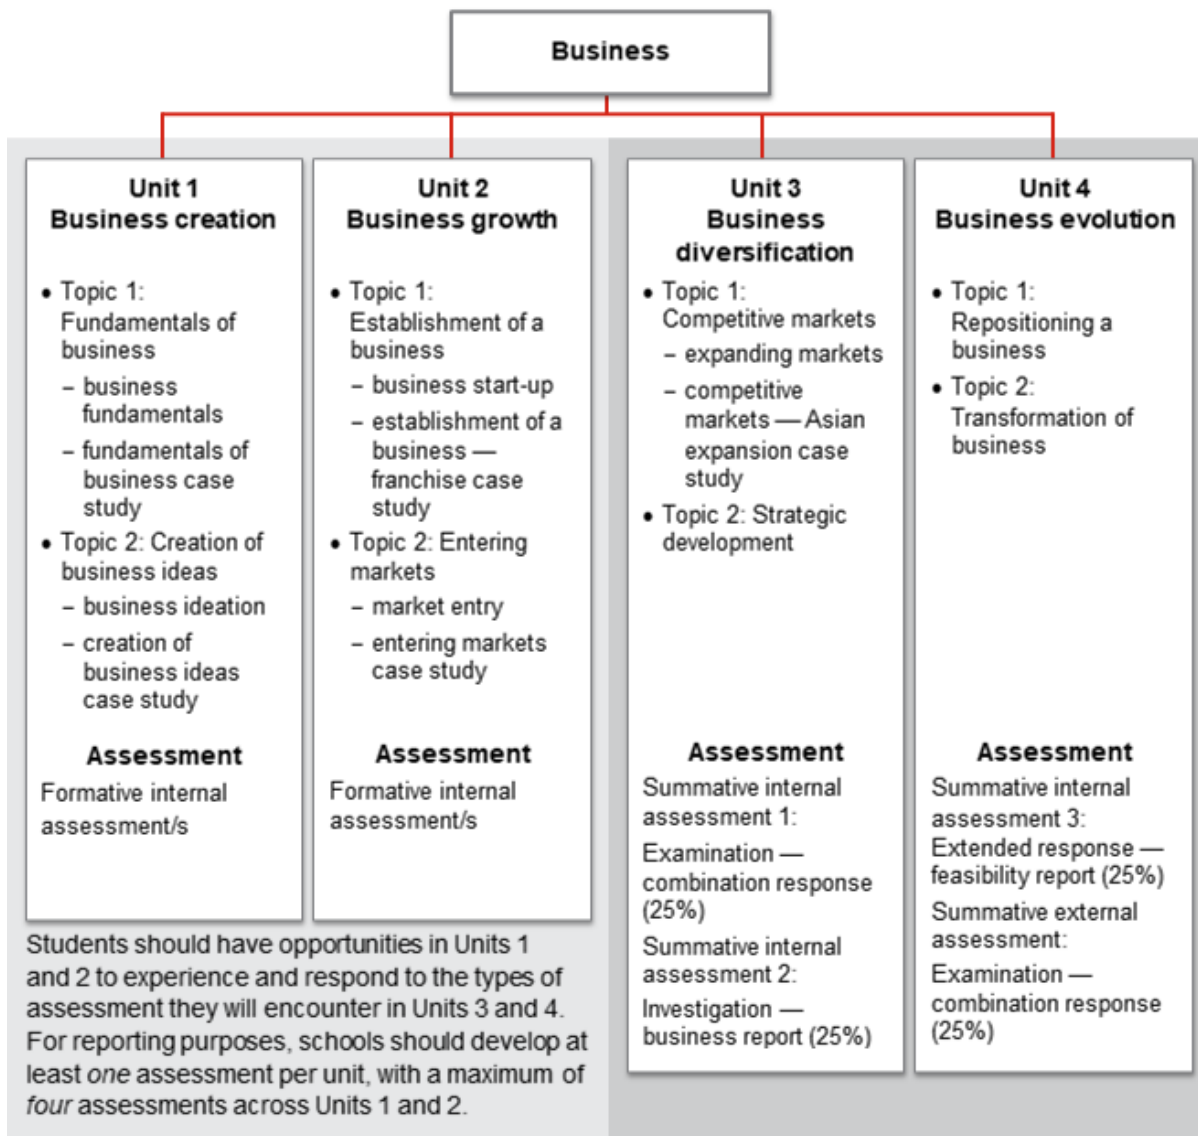 Business
Unit 1
Business creation
• Topic 1:
Fundamentals of
business
– business
fundamentals
– fundamentals of
business case
study
• Topic 2: Creation of
business ideas
– business ideation
– creation of
business ideas
case study
Assessment
Formative internal
assessment/s
Unit 2
Business growth
• Topic 1:
Establishment of a
business
– business start-up
– establishment of a
business —
franchise case
study
• Topic 2: Entering
markets
– market entry
– entering markets
case study
Assessment
Formative internal
assessment/s
Students should have opportunities in Units 1
and 2 to experience and respond to the types of
assessment they will encounter in Units 3 and 4.
For reporting purposes, schools should develop at
least one assessment per unit, with a maximum of
four assessments across Units 1 and 2.
Unit 3
Business
diversification
• Topic 1:
Competitive markets
– expanding markets
– competitive
markets — Asian
expansion case
study
• Topic 2: Strategic
development
Assessment
Summative internal
assessment 1:
Examination —
combination response
(25%)
Summative internal
assessment 2:
Investigation —
business report (25%)
Unit 4
Business evolution
• Topic 1:
Repositioning a
business
• Topic 2:
Transformation of
business
Assessment
Summative internal
assessment 3:
Extended response —
feasibility report (25%)
Summative external
assessment:
Examination —
combination response
(25%)